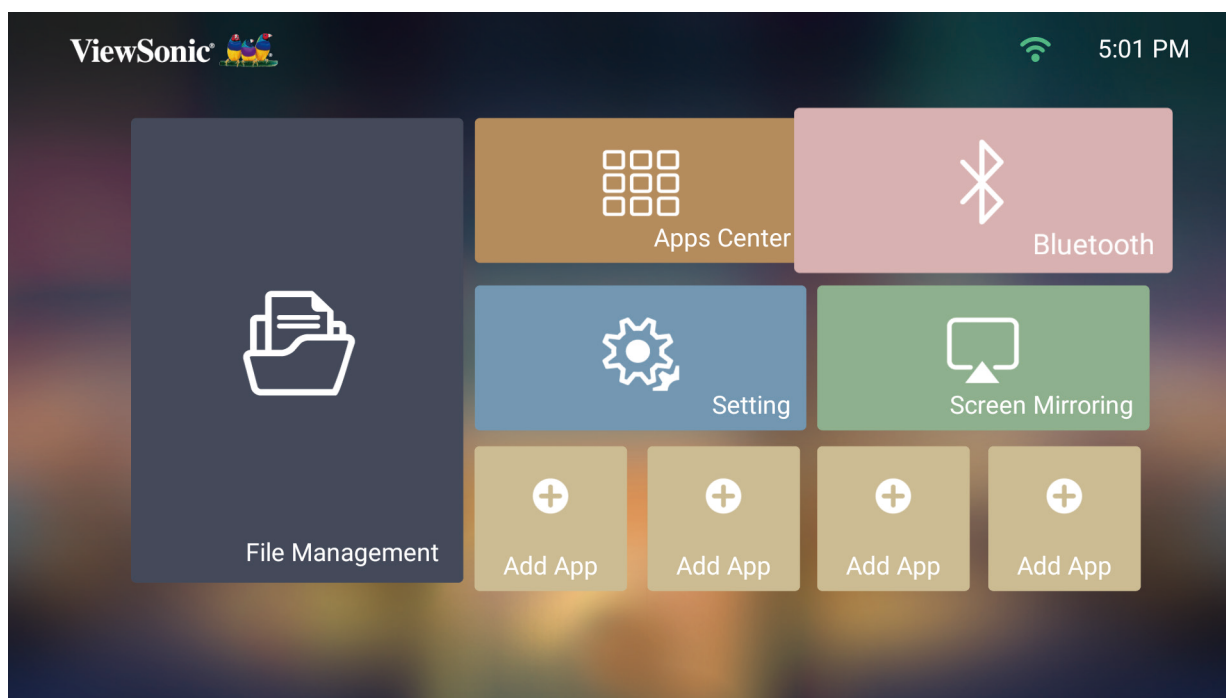 ViewSonic®
5:01 PM
Apps Center
Bluetooth
Setting
Screen Mirroring
File Management
Add App
Add App
Add App
Add App